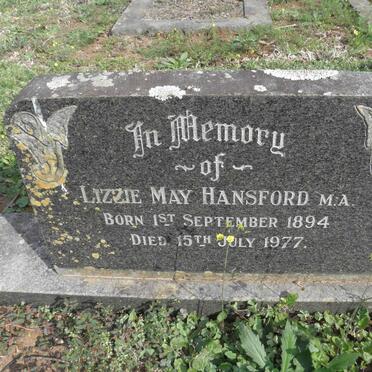 In Memory
~ of ~
LIZZIE MAY HANSFORD M.A.
BORN 1ST SEPTEMBER 1894
DIED 15TH JULY 1977.